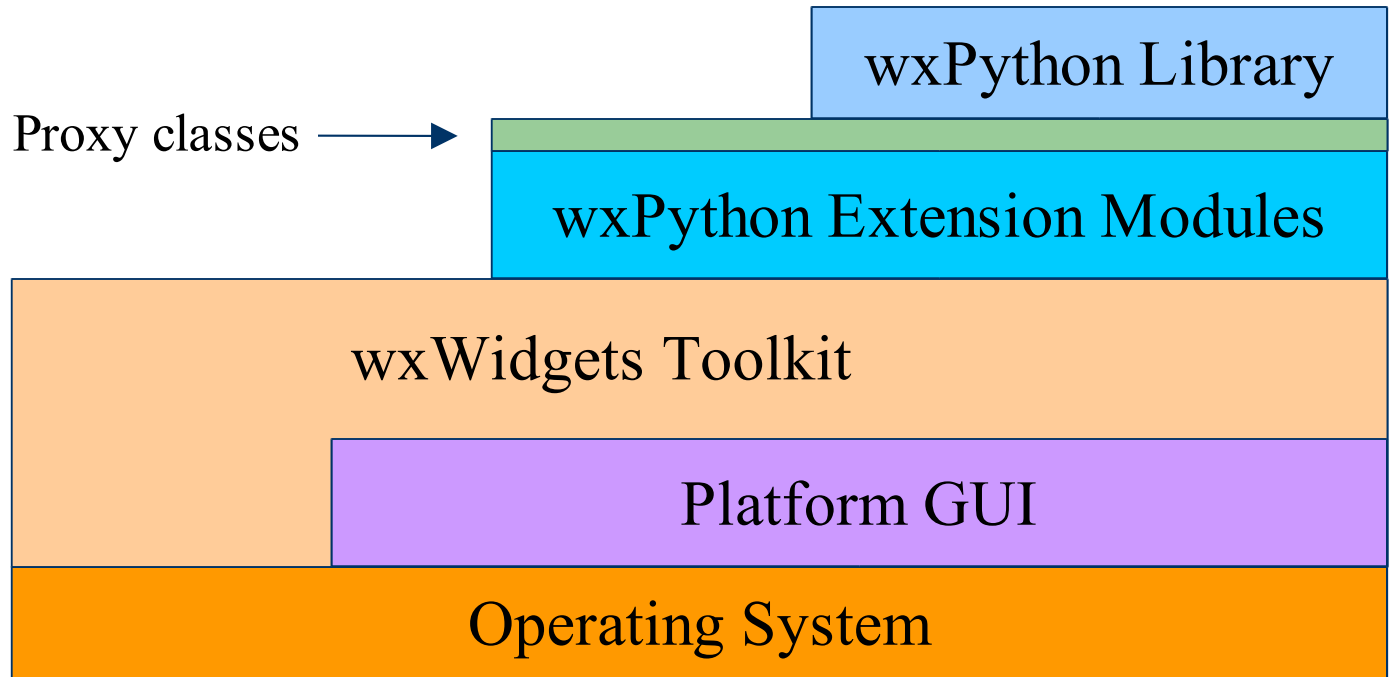 wxPython Library
Proxy classes
wxPython Extension Modules
wxWidgets Toolkit
Platform GUI
Operating System